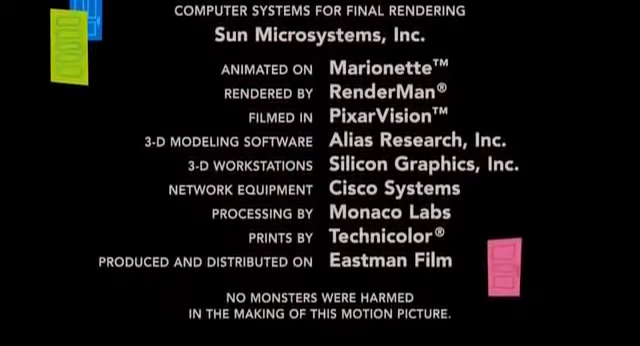 COMPUTER SYSTEMS FOR FINAL RENDERING
Sun Microsystems, Inc.
ANIMATED ON Marionette™
RENDERED BY RenderMan®
FILMED IN PixarVision™
3-D MODELING SOFTWARE Alias Research, Inc.
3-D WORKSTATIONS Silicon Graphics, Inc.
NETWORK EQUIPMENT Cisco Systems
PROCESSING BY Monaco Labs
PRINTS BY Technicolor®
PRODUCED AND DISTRIBUTED ON Eastman Film
NO MONSTERS WERE HARMED
IN THE MAKING OF THIS MOTION PICTURE.